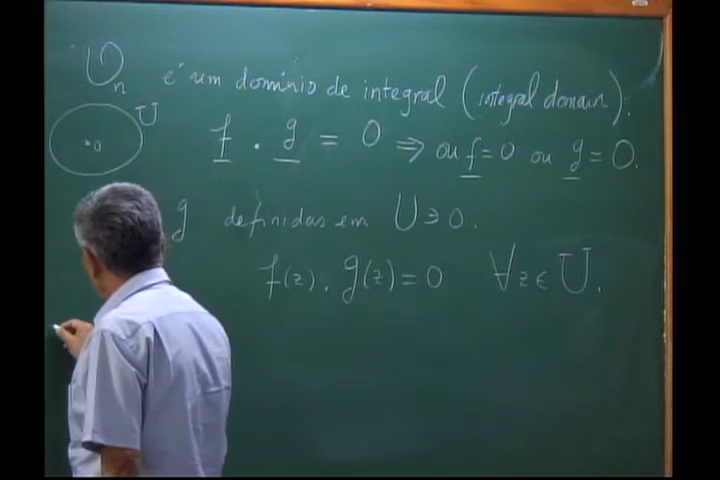 𝒪ₙ é um domínio de integral (integral domain).
U
0
f . g = 0 ⇒ ou f=0 ou g=0.
g definidas em U∋0.
f(z) . g(z)=0 ∀z∈U.